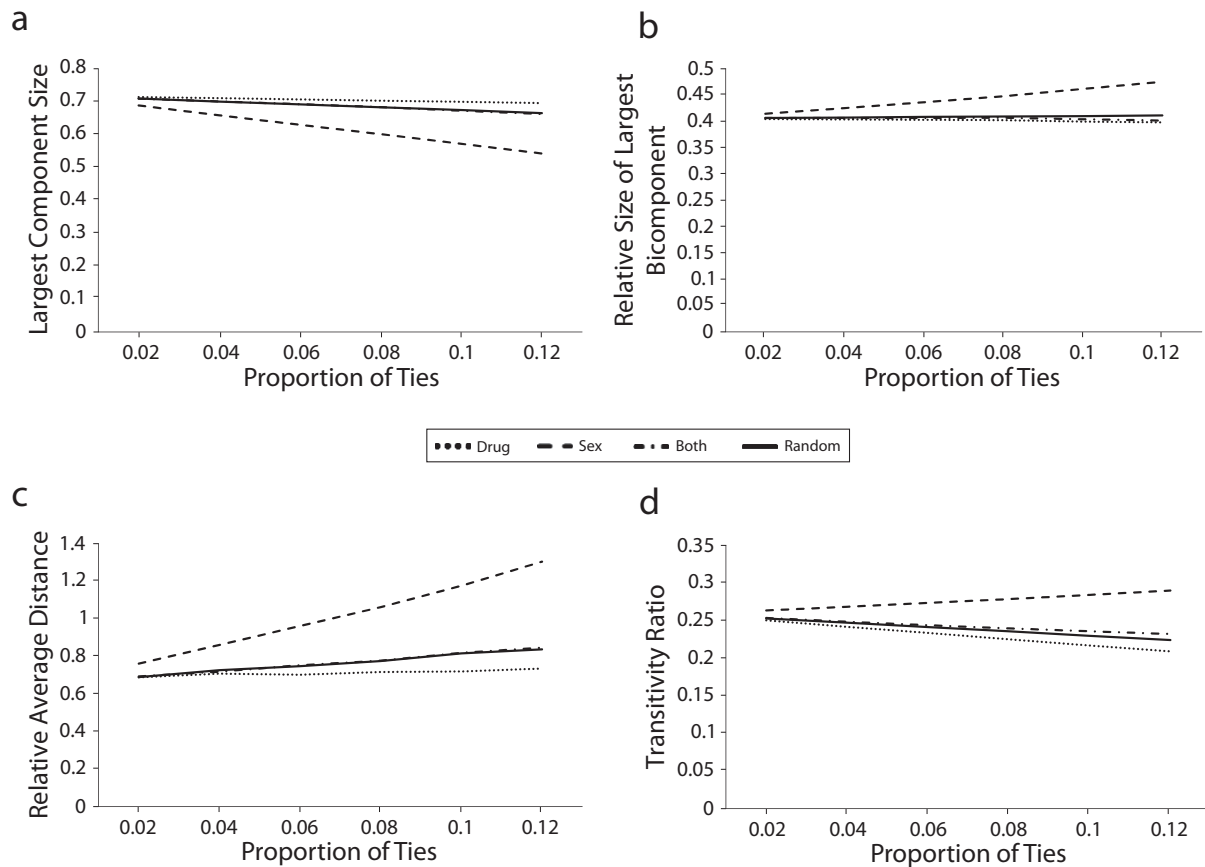 a
Largest Component Size
0.8
0.7
0.6
0.5
0.4
0.3
0.2
0.1
0
0.02 0.04 0.06 0.08 0.1 0.12
Proportion of Ties
b
Relative Size of Largest
Bicomponent
0.5
0.45
0.4
0.35
0.3
0.25
0.2
0.15
0.1
0.05
0
0.02 0.04 0.06 0.08 0.1 0.12
Proportion of Ties
Drug Sex Both Random
c
Relative Average Distance
1.4
1.2
1
0.8
0.6
0.4
0.2
0
0.02 0.04 0.06 0.08 0.1 0.12
Proportion of Ties
d
Transitivity Ratio
0.35
0.3
0.25
0.2
0.15
0.1
0.05
0
0.02 0.04 0.06 0.08 0.1 0.12
Proportion of Ties